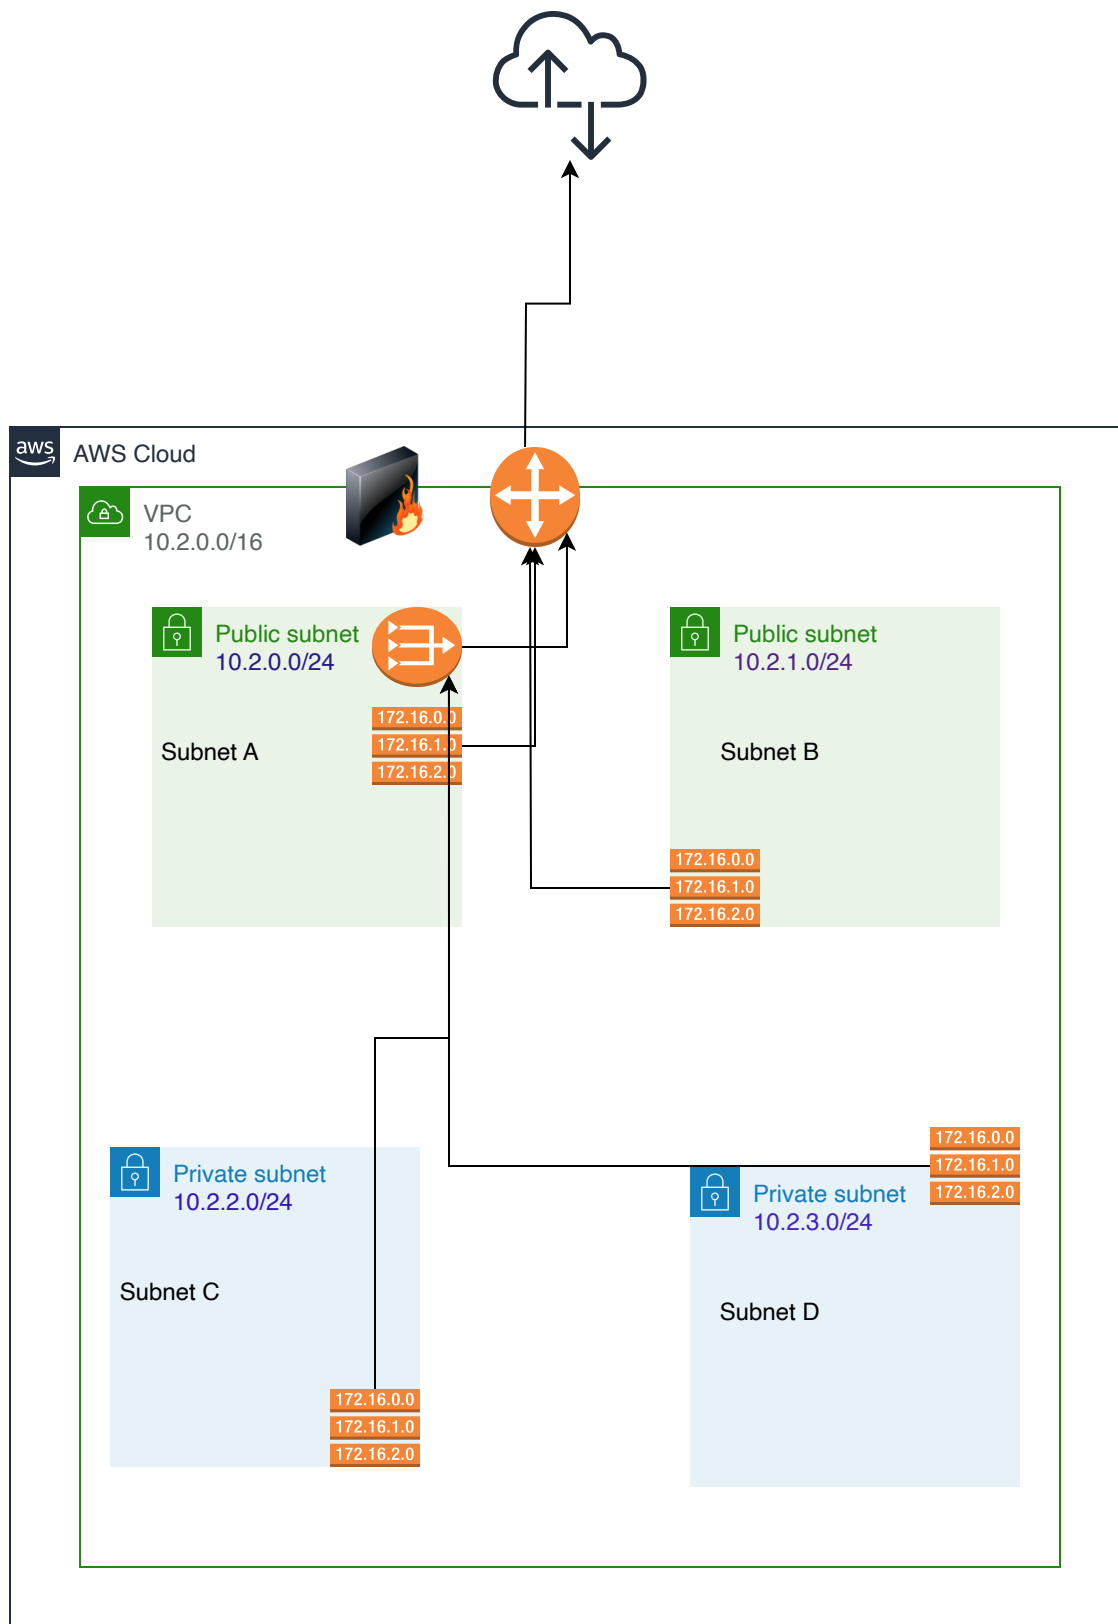 aws
AWS Cloud
VPC
10.2.0.0/16
Public subnet
10.2.0.0/24
172.16.0.0
172.16.1.0
172.16.2.0
Subnet A
Public subnet
10.2.1.0/24
Subnet B
172.16.0.0
172.16.1.0
172.16.2.0
Private subnet
10.2.2.0/24
Subnet C
172.16.0.0
172.16.1.0
172.16.2.0
172.16.0.0
172.16.1.0
172.16.2.0
Private subnet
10.2.3.0/24
Subnet D